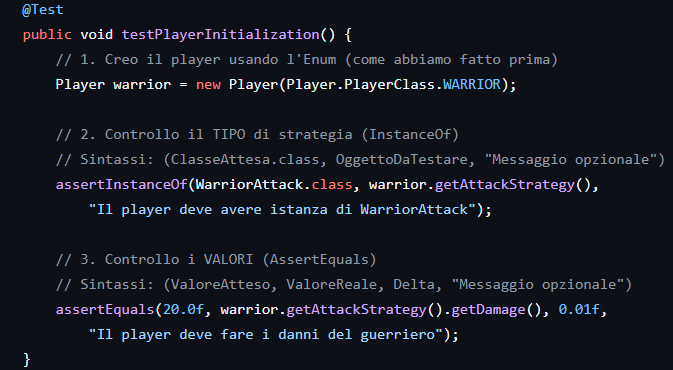 @Test
public void testPlayerInitialization() {
    // 1. Creo il player usando l'Enum (come abbiamo fatto prima)
    Player warrior = new Player(Player.PlayerClass.WARRIOR);

    // 2. Controllo il TIPO di strategia (InstanceOf)
    // Sintassi: (ClasseAttesa.class, OggettoDaTestare, "Messaggio opzionale")
    assertInstanceOf(WarriorAttack.class, warrior.getAttackStrategy(),
        "Il player deve avere istanza di WarriorAttack");

    // 3. Controllo i VALORI (AssertEquals)
    // Sintassi: (ValoreAtteso, ValoreReale, Delta, "Messaggio opzionale")
    assertEquals(20.0f, warrior.getAttackStrategy().getDamage(), 0.01f,
        "Il player deve fare i danni del guerriero");
}